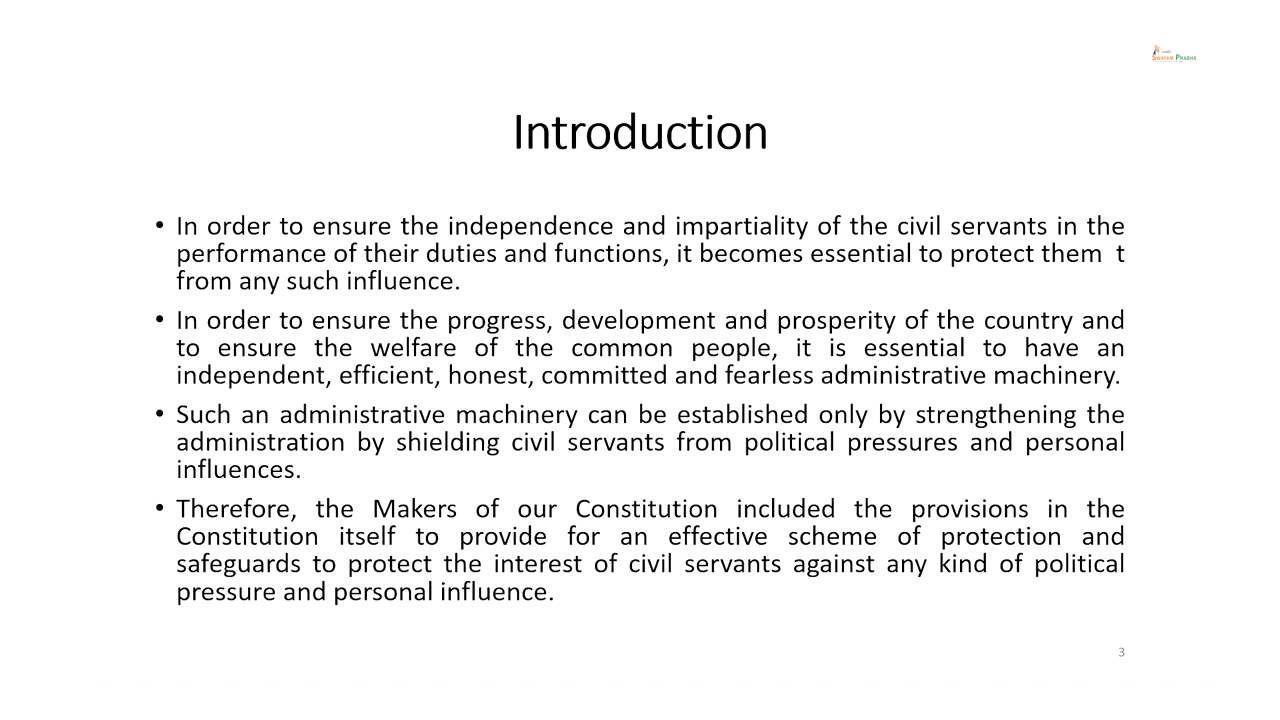 SWAYAM PRABHA
Introduction
• In order to ensure the independence and impartiality of the civil servants in the
performance of their duties and functions, it becomes essential to protect them  t
from any such influence.
• In order to ensure the progress, development and prosperity of the country and
to ensure the welfare of the common people, it is essential to have an
independent, efficient, honest, committed and fearless administrative machinery.
• Such an administrative machinery can be established only by strengthening the
administration by shielding civil servants from political pressures and personal
influences.
• Therefore, the Makers of our Constitution included the provisions in the
Constitution itself to provide for an effective scheme of protection and
safeguards to protect the interest of civil servants against any kind of political
pressure and personal influence.
3